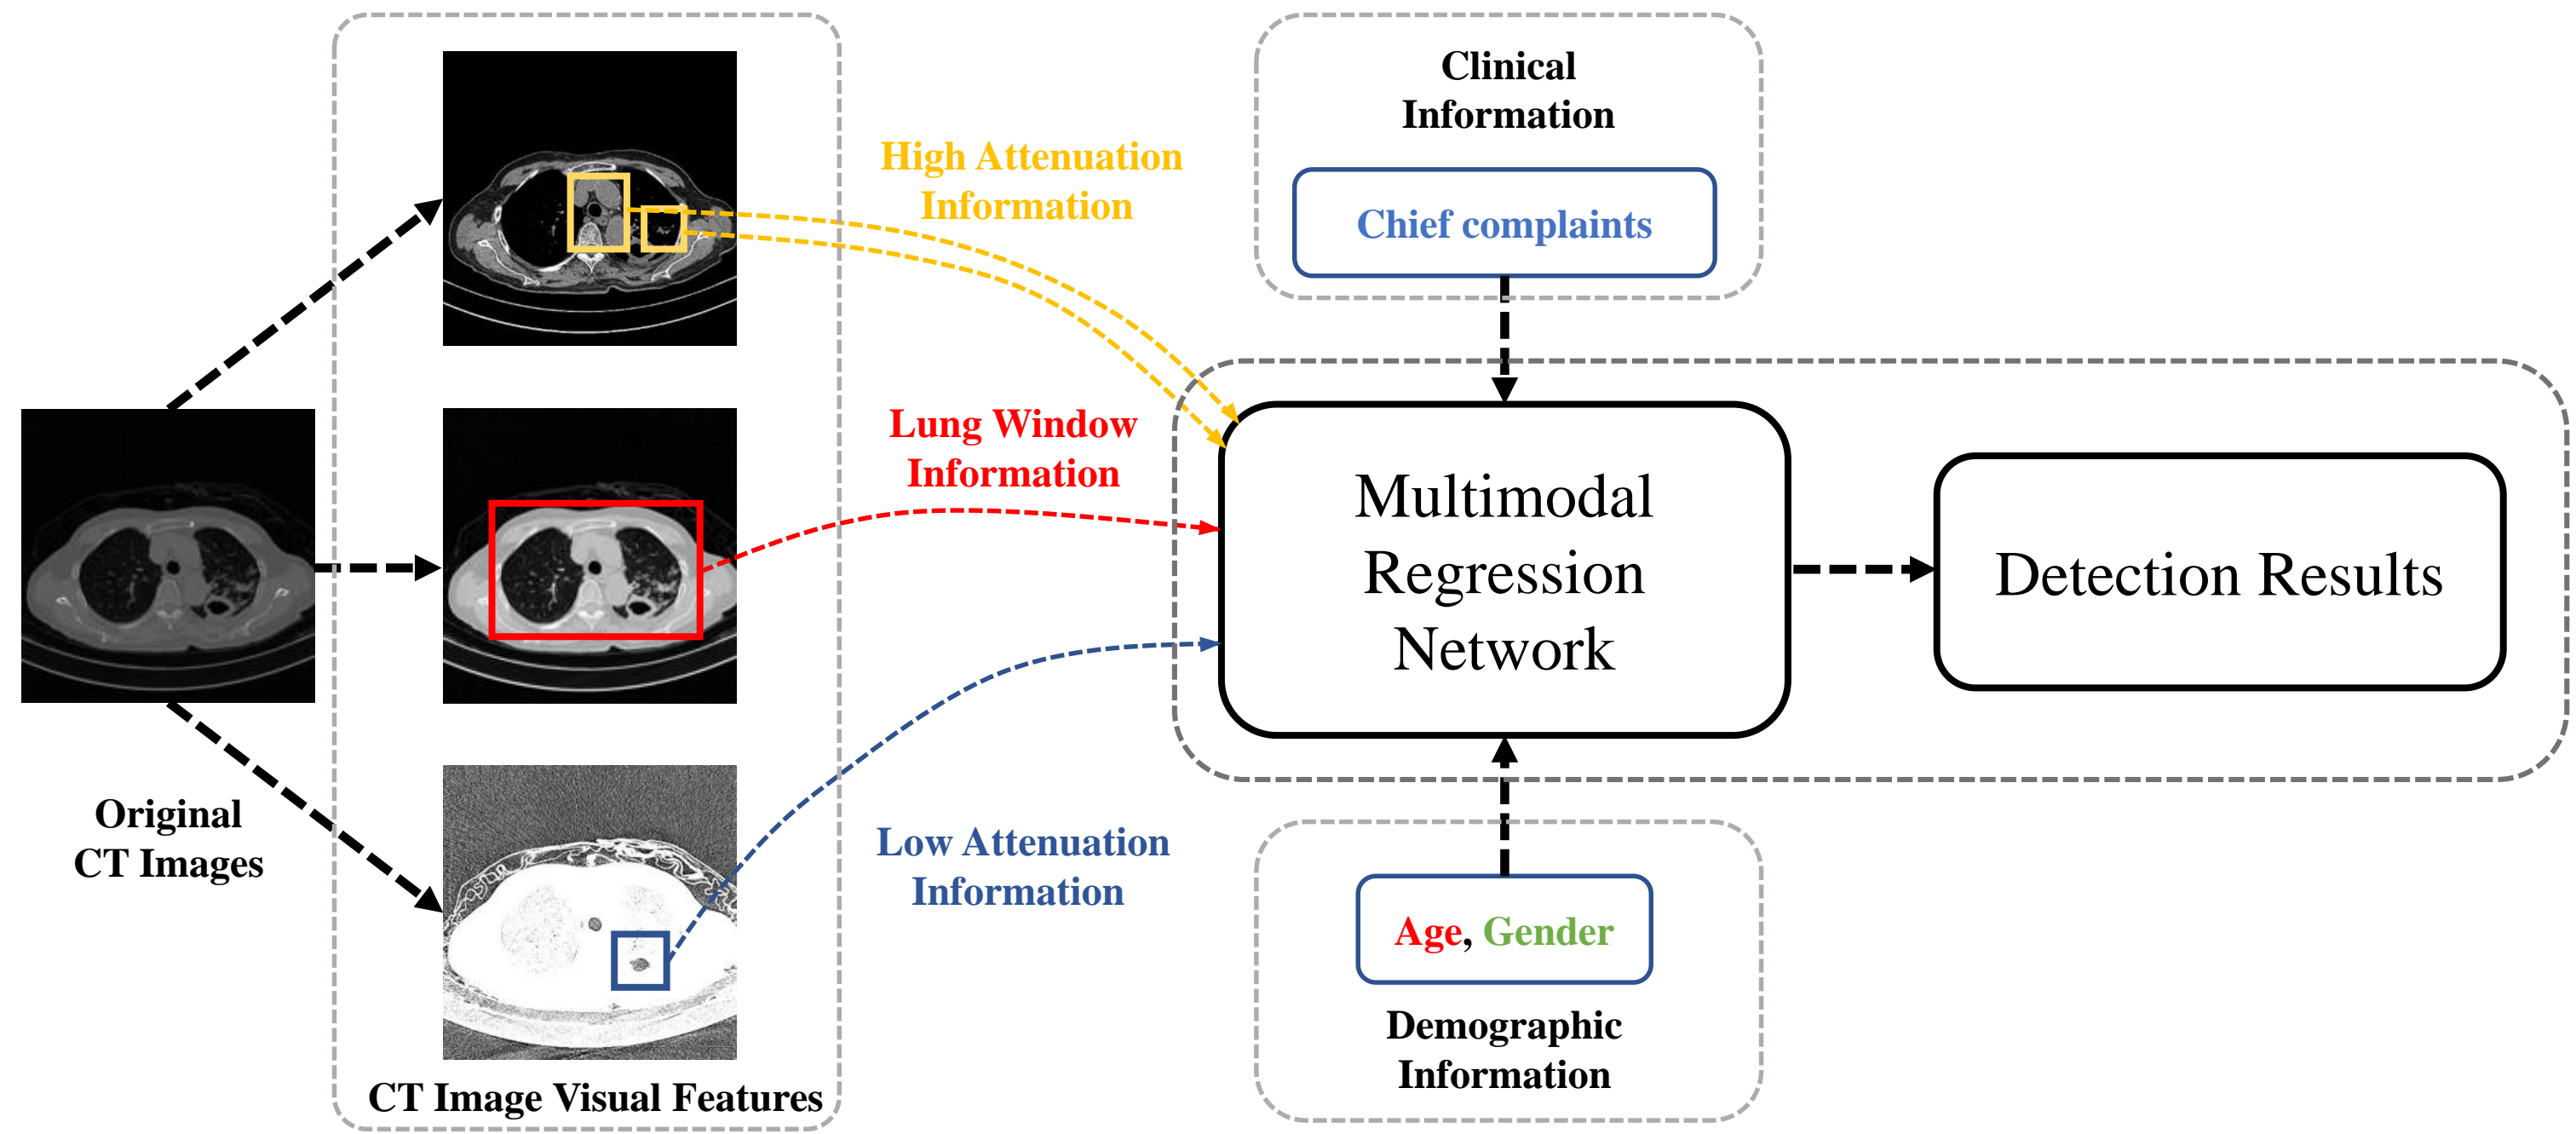 Original
CT Images
CT Image Visual Features
High Attenuation
Information
Lung Window
Information
Low Attenuation
Information
Clinical
Information
Chief complaints
Multimodal
Regression
Network
Detection Results
Age, Gender
Demographic
Information